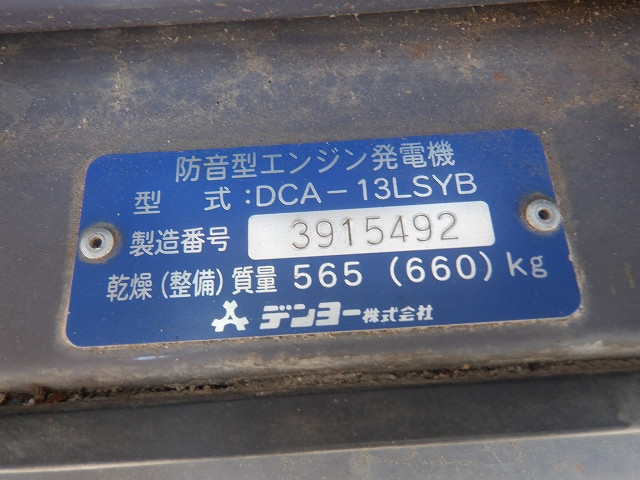 防音型エンジン発電機
型 式：DCA－13LSYB
製造番号 3915492
乾燥（整備）質量 565（660）kg
デンヨー株式会社